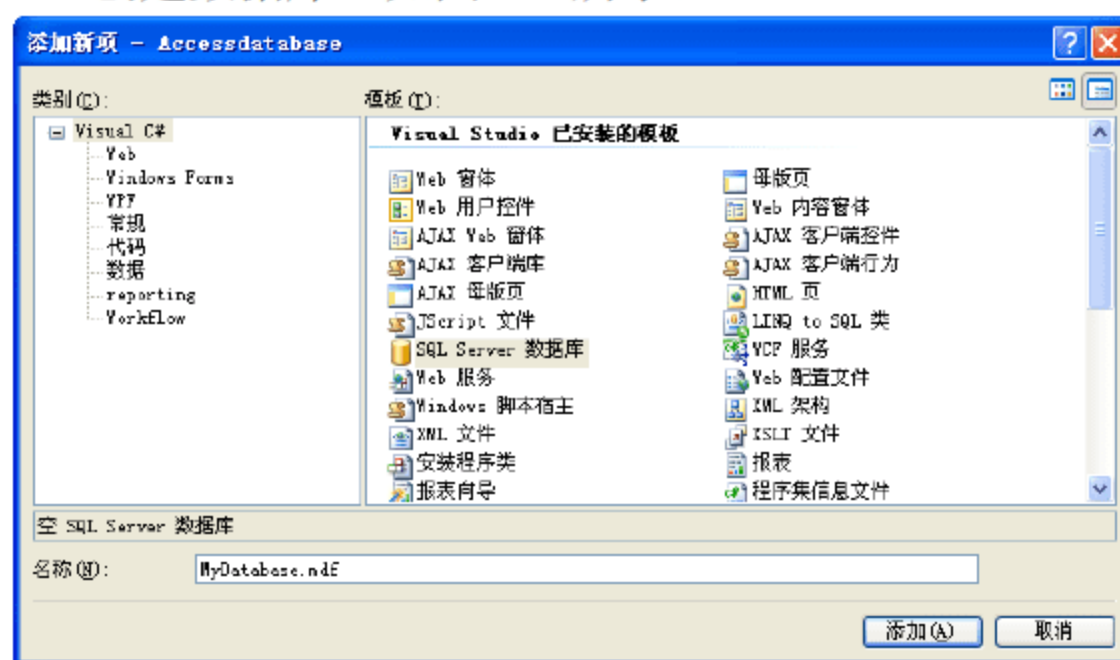 添加新项 - Accessdatabase
类别(C):
模板(T):
Visual C#
Web
Windows Forms
WPF
常规
代码
数据
reporting
Workflow
Visual Studio 已安装的模板
Web 窗体
母版页
Web 用户控件
Web 内容窗体
AJAX Web 窗体
AJAX 客户端控件
AJAX 客户端库
AJAX 客户端行为
AJAX 母版页
HTML 页
JScript 文件
LINQ to SQL 类
SQL Server 数据库
WCF 服务
Web 服务
Web 配置文件
Windows 脚本宿主
XML 架构
XML 文件
XSLT 文件
安装程序类
报表
报表向导
程序集信息文件
空 SQL Server 数据库
名称(N):
MyDatabase.mdf
添加(A)
取消